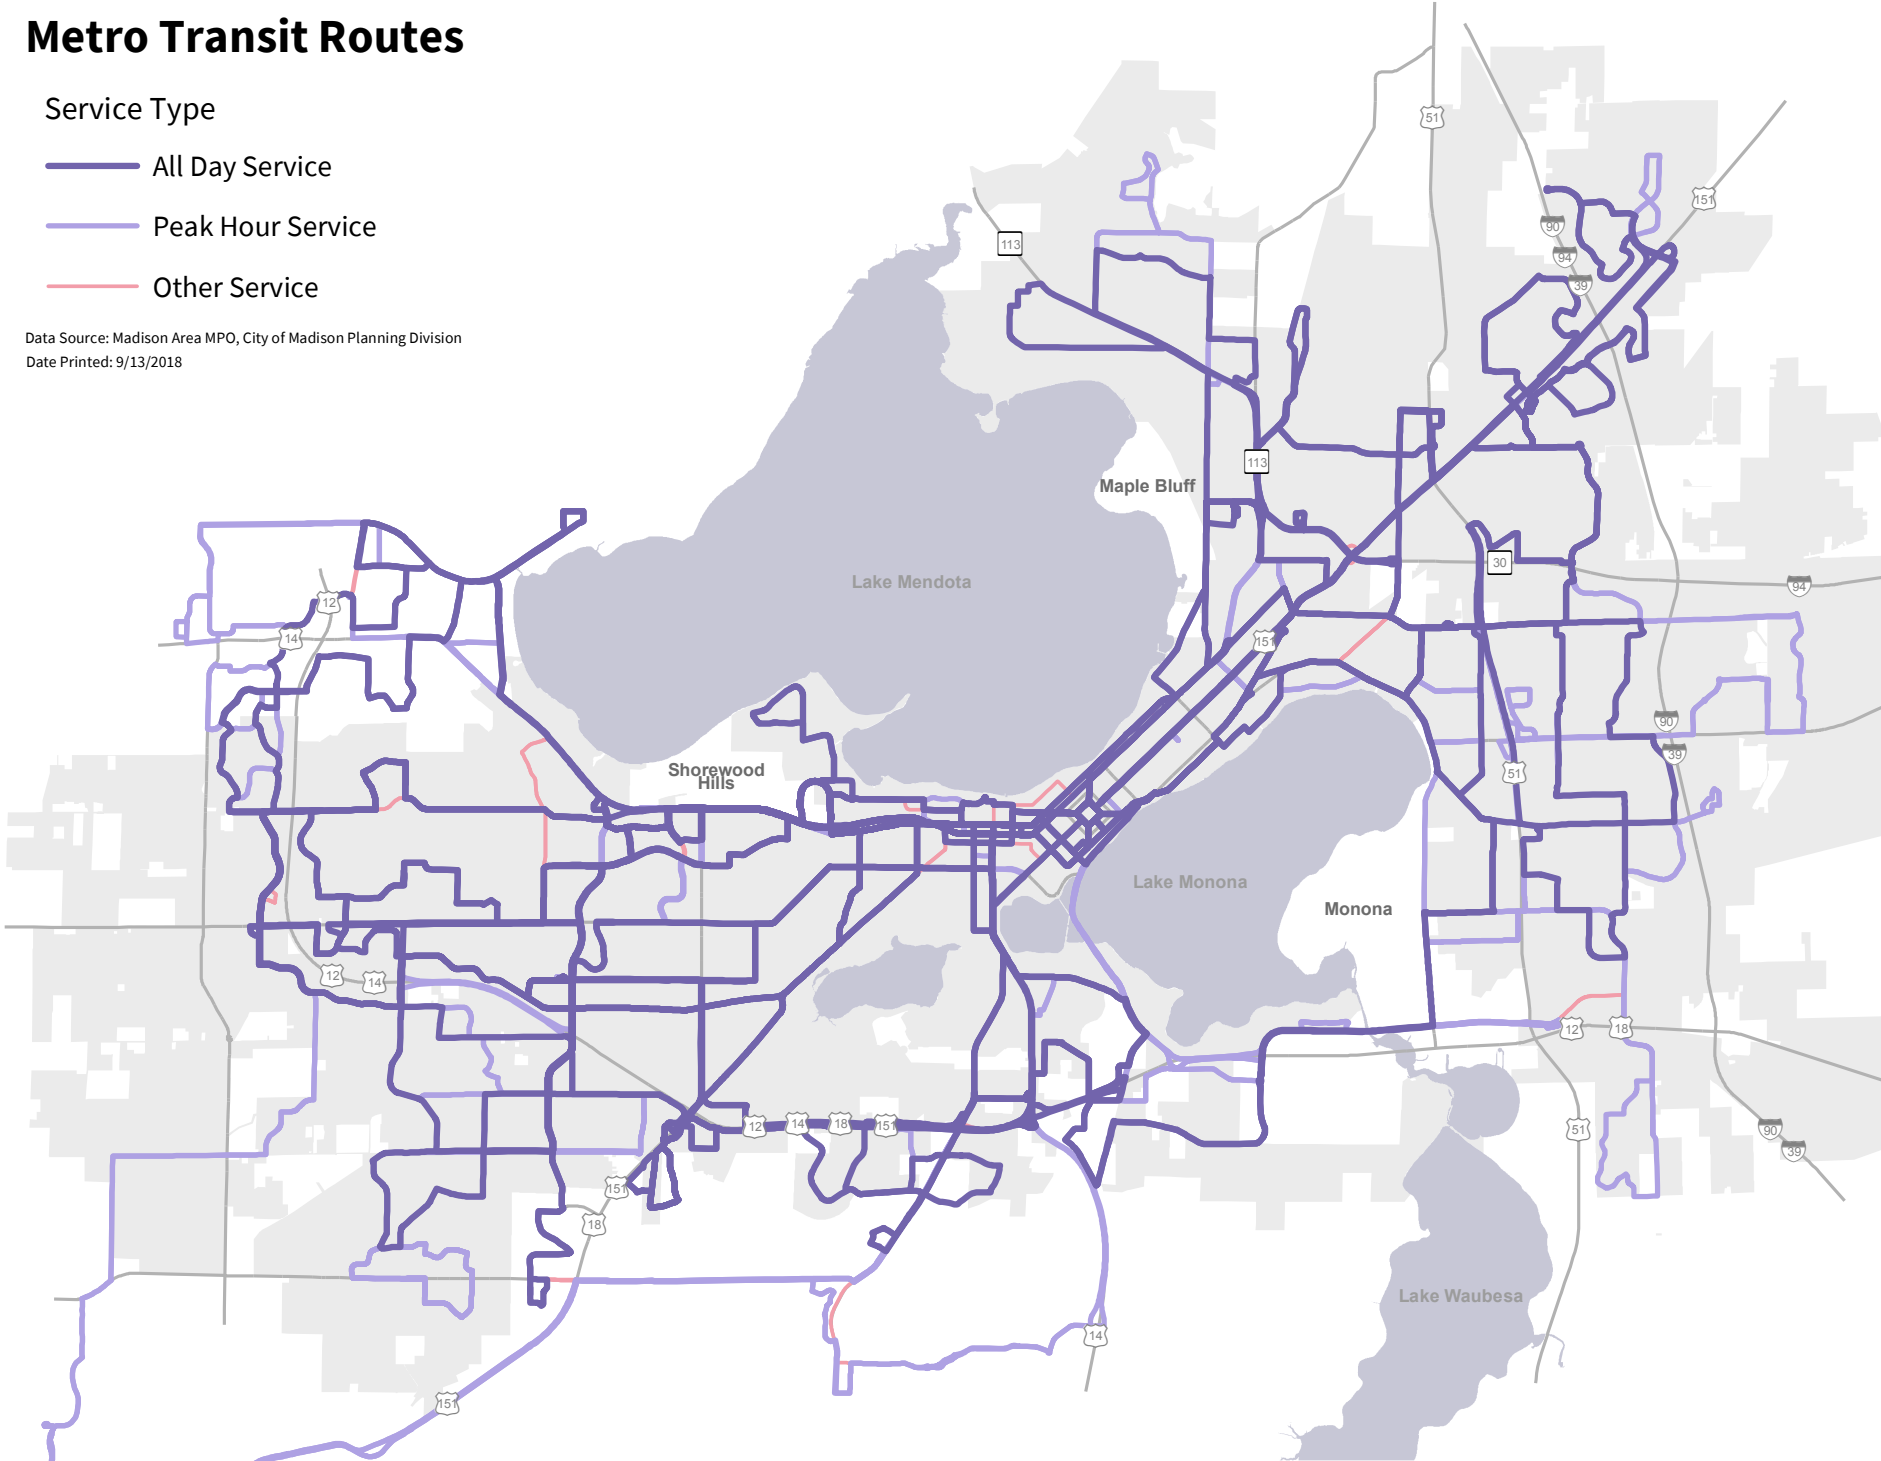 Metro Transit Routes
Service Type
All Day Service
Peak Hour Service
Other Service
Data Source: Madison Area MPO, City of Madison Planning Division
Date Printed: 9/13/2018
51
151
90
113
94
39
113
Maple Bluff
30
Lake Mendota
94
12
14
151
90
39
Shorewood
Hills
51
Lake Monona
Monona
12
14
12
18
12
14
18
151
51
90
39
151
18
Lake Waubesa
14
151